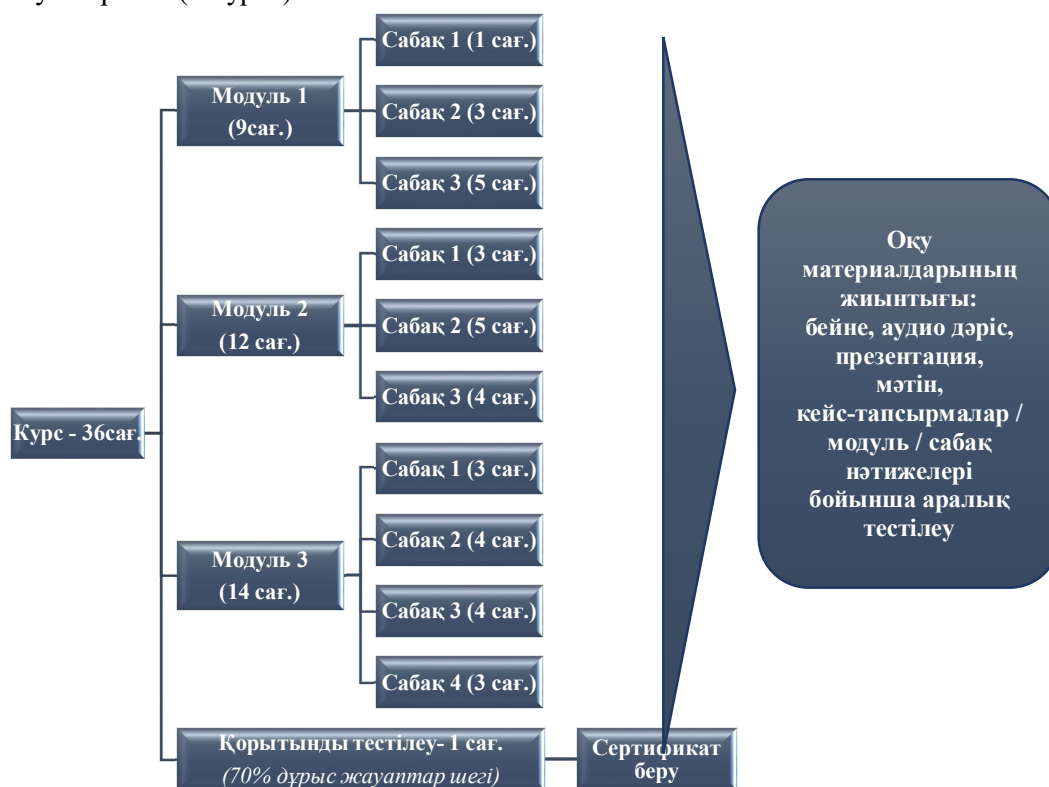 Сабақ 1 (1 сағ.)
Модуль 1
(9сағ.)
Сабақ 2 (3 сағ.)
Сабақ 3 (5 сағ.)
Сабақ 1 (3 сағ.)
Модуль 2
(12 сағ.)
Сабақ 2 (5 сағ.)
Сабақ 3 (4 сағ.)
Курс - 36сағ.
Сабақ 1 (3 сағ.)
Модуль 3
(14 сағ.)
Сабақ 2 (4 сағ.)
Сабақ 3 (4 сағ.)
Сабақ 4 (3 сағ.)
Қорытынды тестілеу- 1 сағ.
(70% дұрыс жауаптар шегі)
Сертификат
беру
Оқу
материалдарының
жиынтығы:
бейне, аудио дәріс,
презентация,
мәтін,
кейс-тапсырмалар /
модуль / сабақ
нәтижелері
бойынша аралық
тестілеу